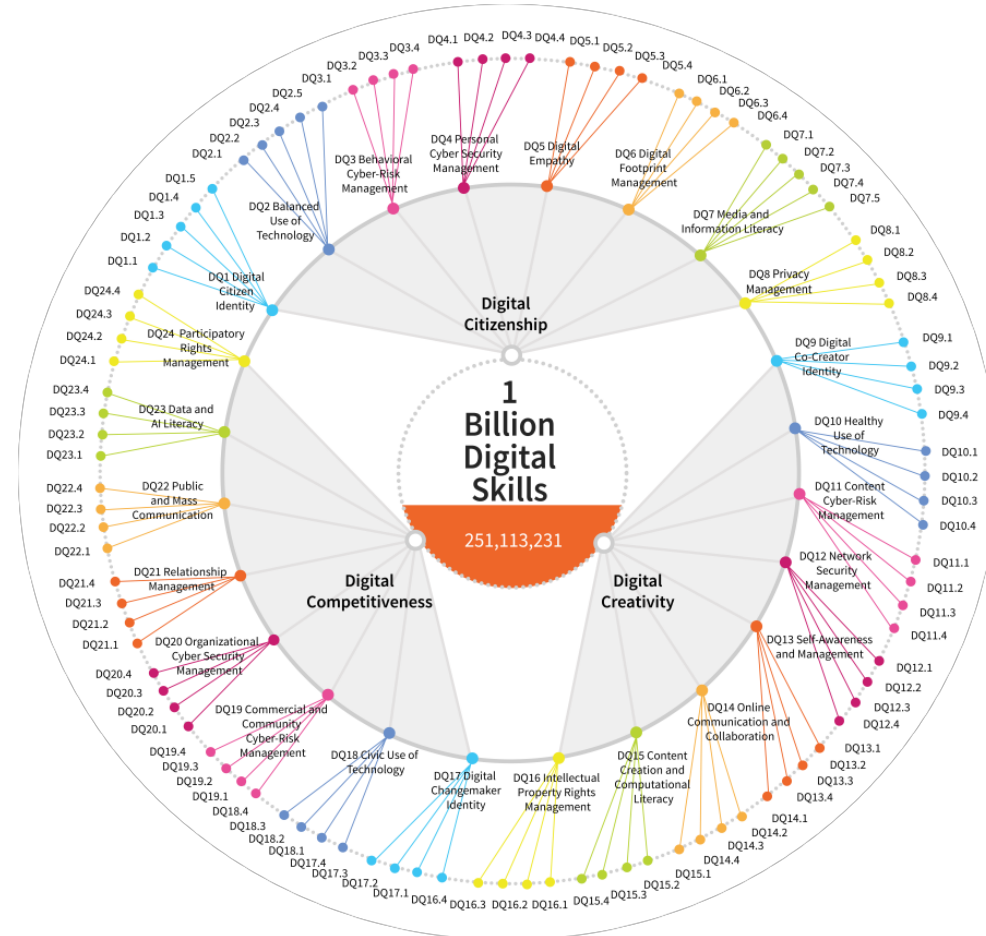 1
Billion
Digital
Skills
251,113,231
Digital
Citizenship
DQ1 Digital
Citizen
Identity
DQ1.1
DQ1.2
DQ1.3
DQ1.4
DQ1.5
DQ2 Balanced
Use of
Technology
DQ2.1
DQ2.2
DQ2.3
DQ2.4
DQ2.5
DQ3 Behavioral
Cyber-Risk
Management
DQ3.1
DQ3.2
DQ3.3
DQ3.4
DQ4 Personal
Cyber Security
Management
DQ4.1
DQ4.2
DQ4.3
DQ4.4
DQ5 Digital
Empathy
DQ5.1
DQ5.2
DQ5.3
DQ5.4
DQ6 Digital
Footprint
Management
DQ6.1
DQ6.2
DQ6.3
DQ6.4
DQ7 Media and
Information Literacy
DQ7.1
DQ7.2
DQ7.3
DQ7.4
DQ7.5
DQ8 Privacy
Management
DQ8.1
DQ8.2
DQ8.3
DQ8.4
Digital
Creativity
DQ9 Digital
Co-Creator
Identity
DQ9.1
DQ9.2
DQ9.3
DQ9.4
DQ10 Healthy
Use of
Technology
DQ10.1
DQ10.2
DQ10.3
DQ10.4
DQ11 Content
Cyber-Risk
Management
DQ11.1
DQ11.2
DQ11.3
DQ11.4
DQ12 Network
Security
Management
DQ12.1
DQ12.2
DQ12.3
DQ12.4
DQ13 Self-Awareness
and Management
DQ13.1
DQ13.2
DQ13.3
DQ13.4
DQ14 Online
Communication and
Collaboration
DQ14.1
DQ14.2
DQ14.3
DQ14.4
DQ15 Content
Creation and
Computational
Literacy
DQ15.1
DQ15.2
DQ15.3
DQ15.4
DQ16 Intellectual
Property Rights
Management
DQ16.1
DQ16.2
DQ16.3
DQ16.4
Digital
Competitiveness
DQ17 Digital
Changemaker
Identity
DQ17.1
DQ17.2
DQ17.3
DQ17.4
DQ18 Civic Use of
Technology
DQ18.1
DQ18.2
DQ18.3
DQ18.4
DQ19 Commercial and
Community
Cyber-Risk
Management
DQ19.1
DQ19.2
DQ19.3
DQ19.4
DQ20 Organizational
Cyber Security
Management
DQ20.1
DQ20.2
DQ20.3
DQ20.4
DQ21 Relationship
Management
DQ21.1
DQ21.2
DQ21.3
DQ21.4
DQ22 Public
and Mass
Communication
DQ22.1
DQ22.2
DQ22.3
DQ22.4
DQ23 Data and
AI Literacy
DQ23.1
DQ23.2
DQ23.3
DQ23.4
DQ24 Participatory
Rights
Management
DQ24.1
DQ24.2
DQ24.3
DQ24.4